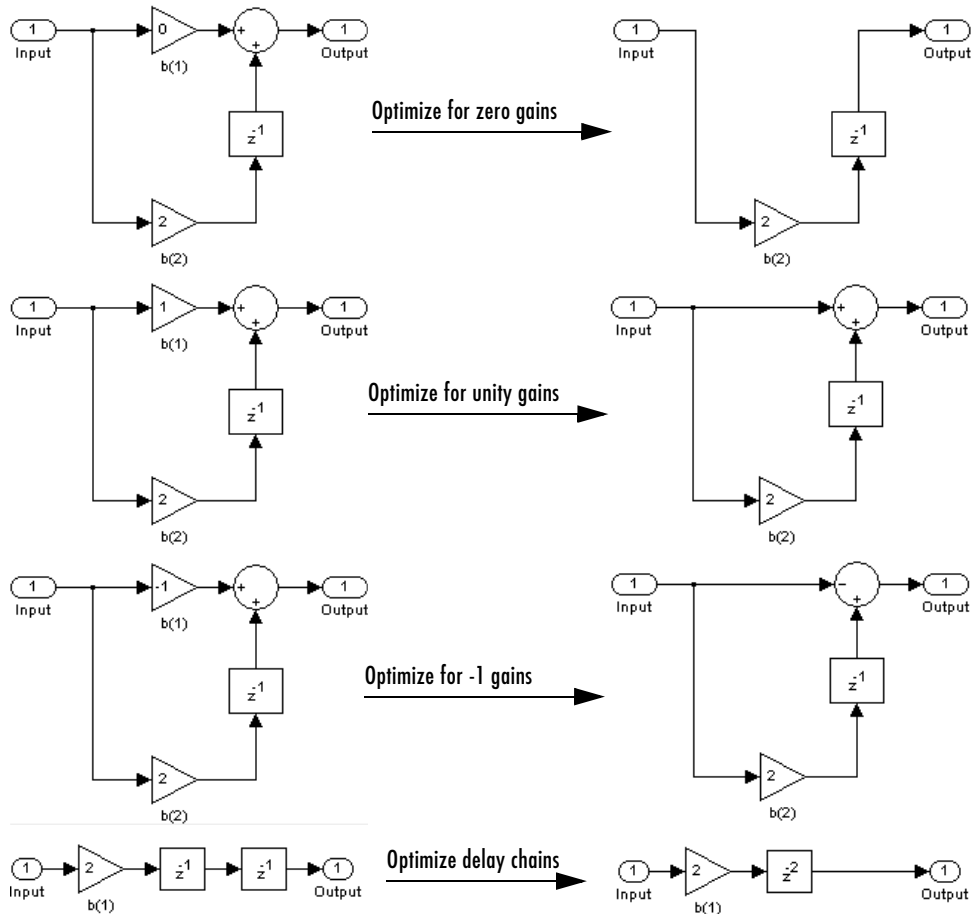 1 0 + + 1 1 1
Input b(1) Output Input Output
Optimize for zero gains
z-1 z-1
2 2
b(2) b(2)
1 1 + + 1 1 + + 1
Input b(1) Output Input Output
Optimize for unity gains
z-1 z-1
2 2
b(2) b(2)
1 -1 + + 1 1 − + 1
Input b(1) Output Input Output
Optimize for -1 gains
z-1 z-1
2 2
b(2) b(2)
Optimize delay chains
1 2 z-1 z-1 1 1 2 z-2 1
Input b(1) Output Input b(1) Output